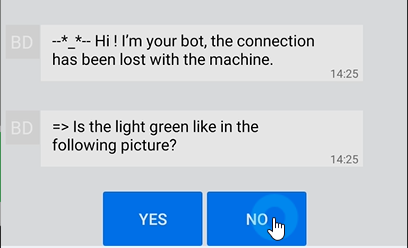 BD
--*_*-- Hi ! I'm your bot, the connection
has been lost with the machine.
14:25
BD
=> Is the light green like in the
following picture?
14:25
YES
NO